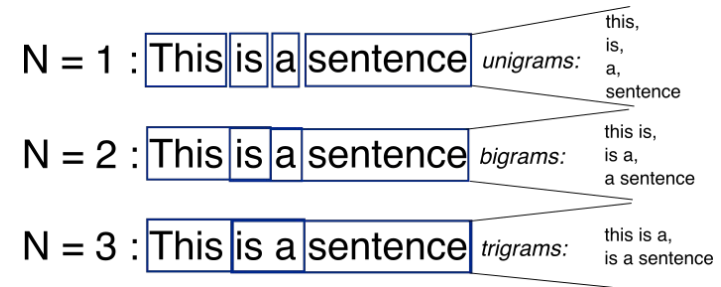 N = 1 : This is a sentence unigrams:
this,
is,
a,
sentence
N = 2 : This is a sentence bigrams:
this is,
is a,
a sentence
N = 3 : This is a sentence trigrams:
this is a,
is a sentence